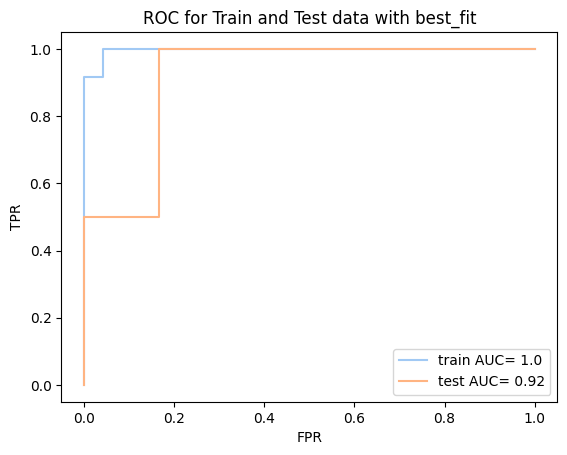 ROC for Train and Test data with best_fit
1.0
0.8
0.6
0.4
0.2
0.0
TPR
train AUC= 1.0
test AUC= 0.92
0.0 0.2 0.4 0.6 0.8 1.0
FPR